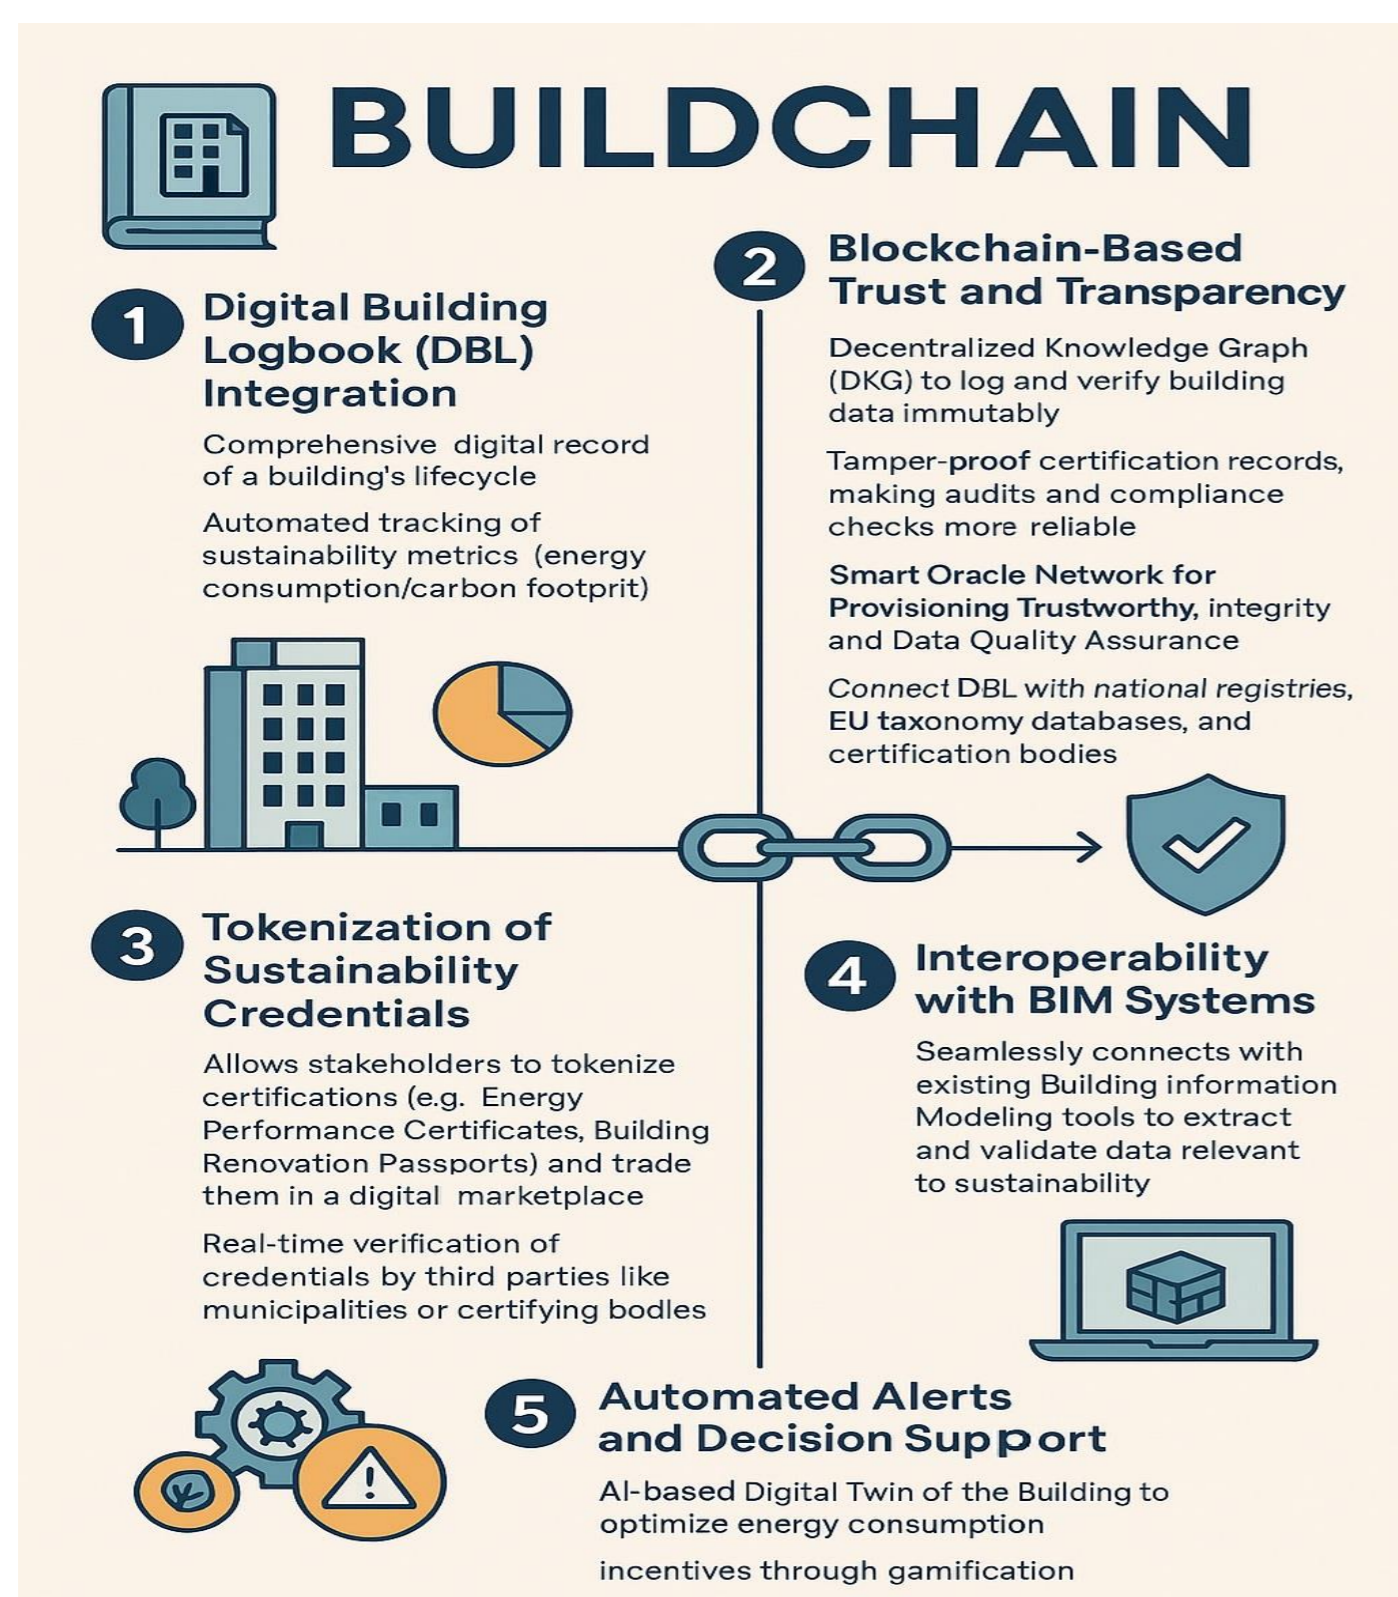 BUILDCHAIN
1
Digital Building
Logbook (DBL)
Integration
Comprehensive digital record
of a building's lifecycle
Automated tracking of
sustainability metrics (energy
consumption/carbon footprit)
2
Blockchain-Based
Trust and Transparency
Decentralized Knowledge Graph
(DKG) to log and verify building
data immutably
Tamper-proof certification records,
making audits and compliance
checks more reliable
Smart Oracle Network for
Provisioning Trustworthy, integrity
and Data Quality Assurance
Connect DBL with national registries,
EU taxonomy databases, and
certification bodies
3
Tokenization of
Sustainability
Credentials
Allows stakeholders to tokenize
certifications (e.g. Energy
Performance Certificates, Building
Renovation Passports) and trade
them in a digital marketplace
Real-time verification of
credentials by third parties like
municipalities or certifying bodles
4
Interoperability
with BIM Systems
Seamlessly connects with
existing Building information
Modeling tools to extract
and validate data relevant
to sustainability
5
Automated Alerts
and Decision Support
AI-based Digital Twin of the Building to
optimize energy consumption
incentives through gamification